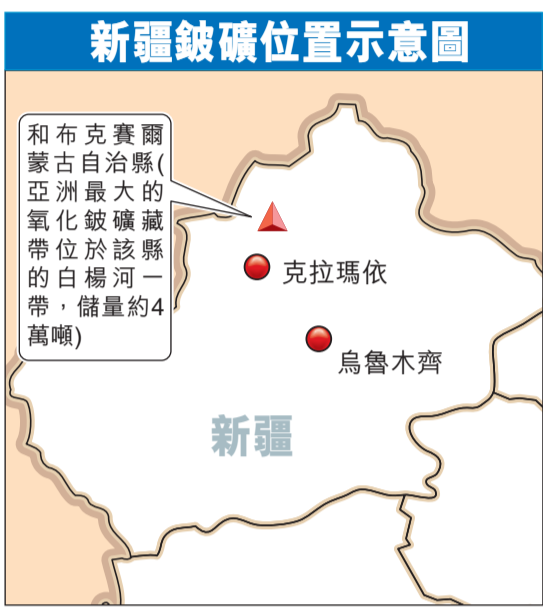 新疆鈹礦位置示意圖
和布克賽爾
蒙古自治縣(
亞洲最大的
氧化鈹礦藏
帶位於該縣
的白楊河一
帶，儲量約4
萬噸)
克拉瑪依
烏魯木齊
新疆